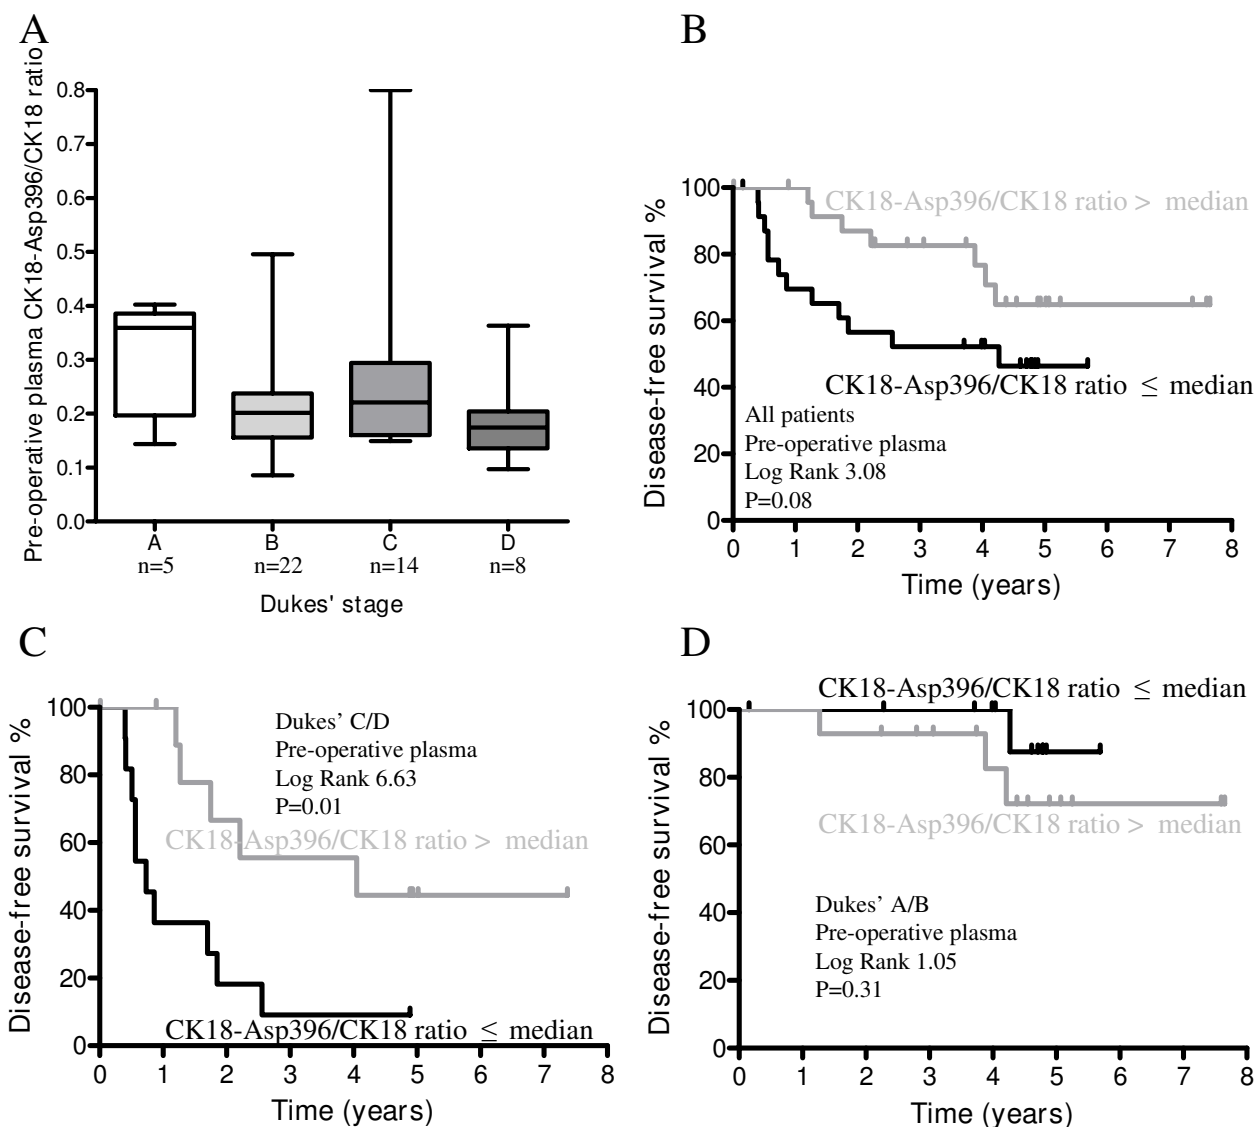 A
Pre-operative plasma CK18-Asp396/CK18 ratio
0.8
0.7
0.6
0.5
0.4
0.3
0.2
0.1
0.0
A B C D
n=5 n=22 n=14 n=8
Dukes' stage
B
Disease-free survival %
100
80
60
40
20
0
CK18-Asp396/CK18 ratio > median
CK18-Asp396/CK18 ratio ≤ median
All patients
Pre-operative plasma
Log Rank 3.08
P=0.08
0 1 2 3 4 5 6 7 8
Time (years)
C
Disease-free survival %
100
80
60
40
20
0
Dukes’ C/D
Pre-operative plasma
Log Rank 6.63
P=0.01
CK18-Asp396/CK18 ratio > median
CK18-Asp396/CK18 ratio ≤ median
0 1 2 3 4 5 6 7 8
Time (years)
D
Disease-free survival %
CK18-Asp396/CK18 ratio ≤ median
100
80
60
40
20
0
CK18-Asp396/CK18 ratio > median
Dukes’ A/B
Pre-operative plasma
Log Rank 1.05
P=0.31
0 1 2 3 4 5 6 7 8
Time (years)